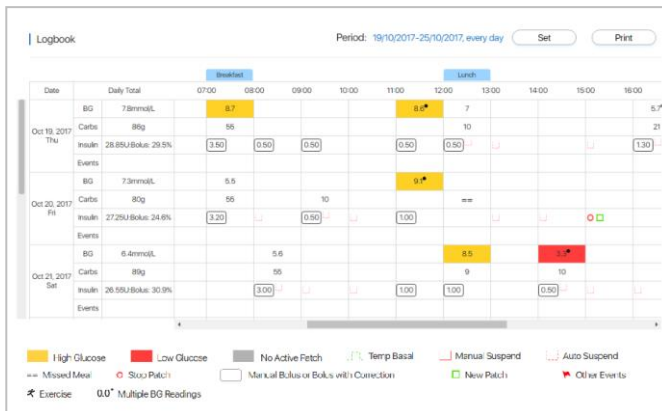 Logbook Period: 19/10/2017-25/10/2017, every day Set Print
Breakfast Lunch
Date Daily Total 07:00 08:00 09:00 10:00 11:00 12:00 13:00 14:00 15:00 16:00
BG 7.8mmol/L 8.7 8.6 7 5.7
Oct 19, 2017 Thu Carbs 86g 55 10 21
Insulin 28.85U:Bolus: 29.5% 3.50 0.50 0.50 0.50 0.50 1.30
Events
BG 7.3mmol/L 5.5 9.1
Oct 20, 2017 Fri Carbs 80g 55 10 ==
Insulin 27.25U:Bolus: 24.6% 3.20 0.50 1.00
Events
BG 6.4mmol/L 5.6 8.5 3.3
Oct 21, 2017 Sat Carbs 89g 55 9 10
Insulin 26.55U:Bolus: 30.9% 3.00 1.00 1.00 0.50
Events
High Glucose Low Glucose No Active Patch Temp Basal Manual Suspend Auto Suspend
== Missed Meal Stop Patch Manual Bolus or Bolus with Correction New Patch Other Events
Exercise 0.0* Multiple BG Readings